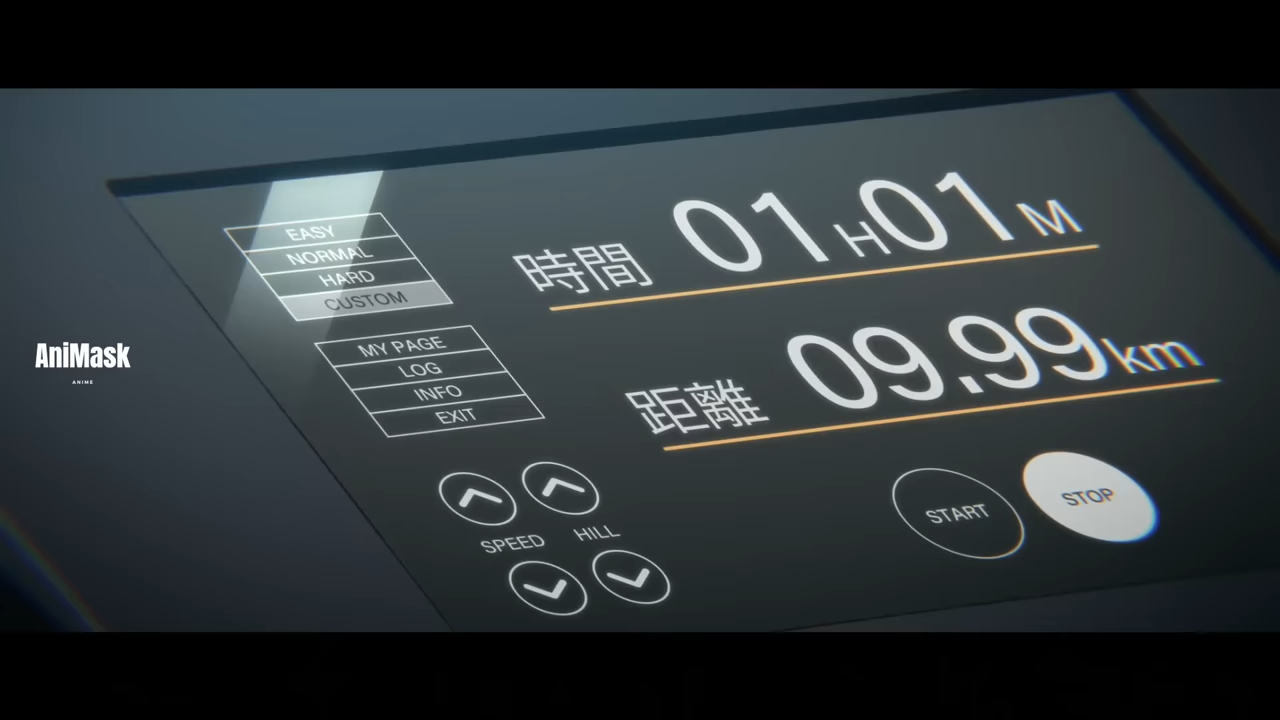 EASY
NORMAL
HARD
CUSTOM
MY PAGE
LOG
INFO
EXIT
時間 01H01M
距離 09.99km
SPEED HILL
START STOP
AniMask
ANIME